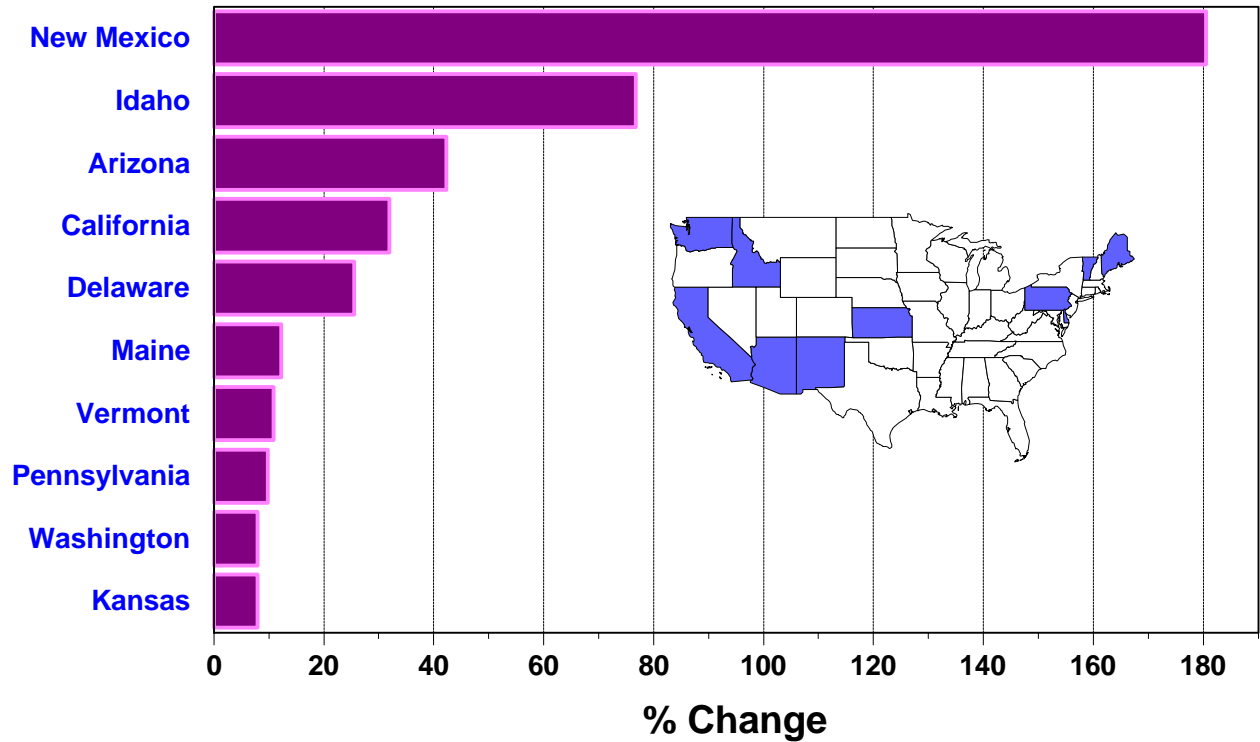 New Mexico
Idaho
Arizona
California
Delaware
Maine
Vermont
Pennsylvania
Washington
Kansas
0 20 40 60 80 100 120 140 160 180
% Change